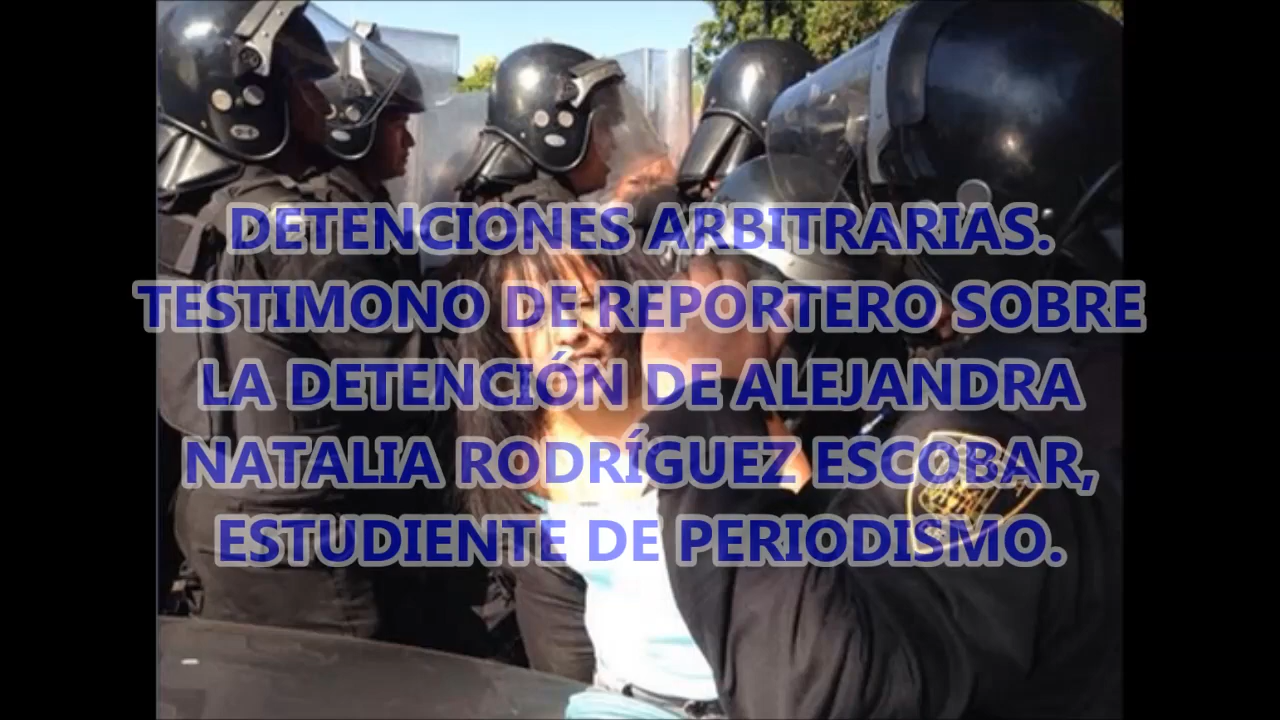 DETENCIONES ARBITRARIAS.
TESTIMONO DE REPORTERO SOBRE
LA DETENCIÓN DE ALEJANDRA
NATALIA RODRÍGUEZ ESCOBAR,
ESTUDIENTE DE PERIODISMO.